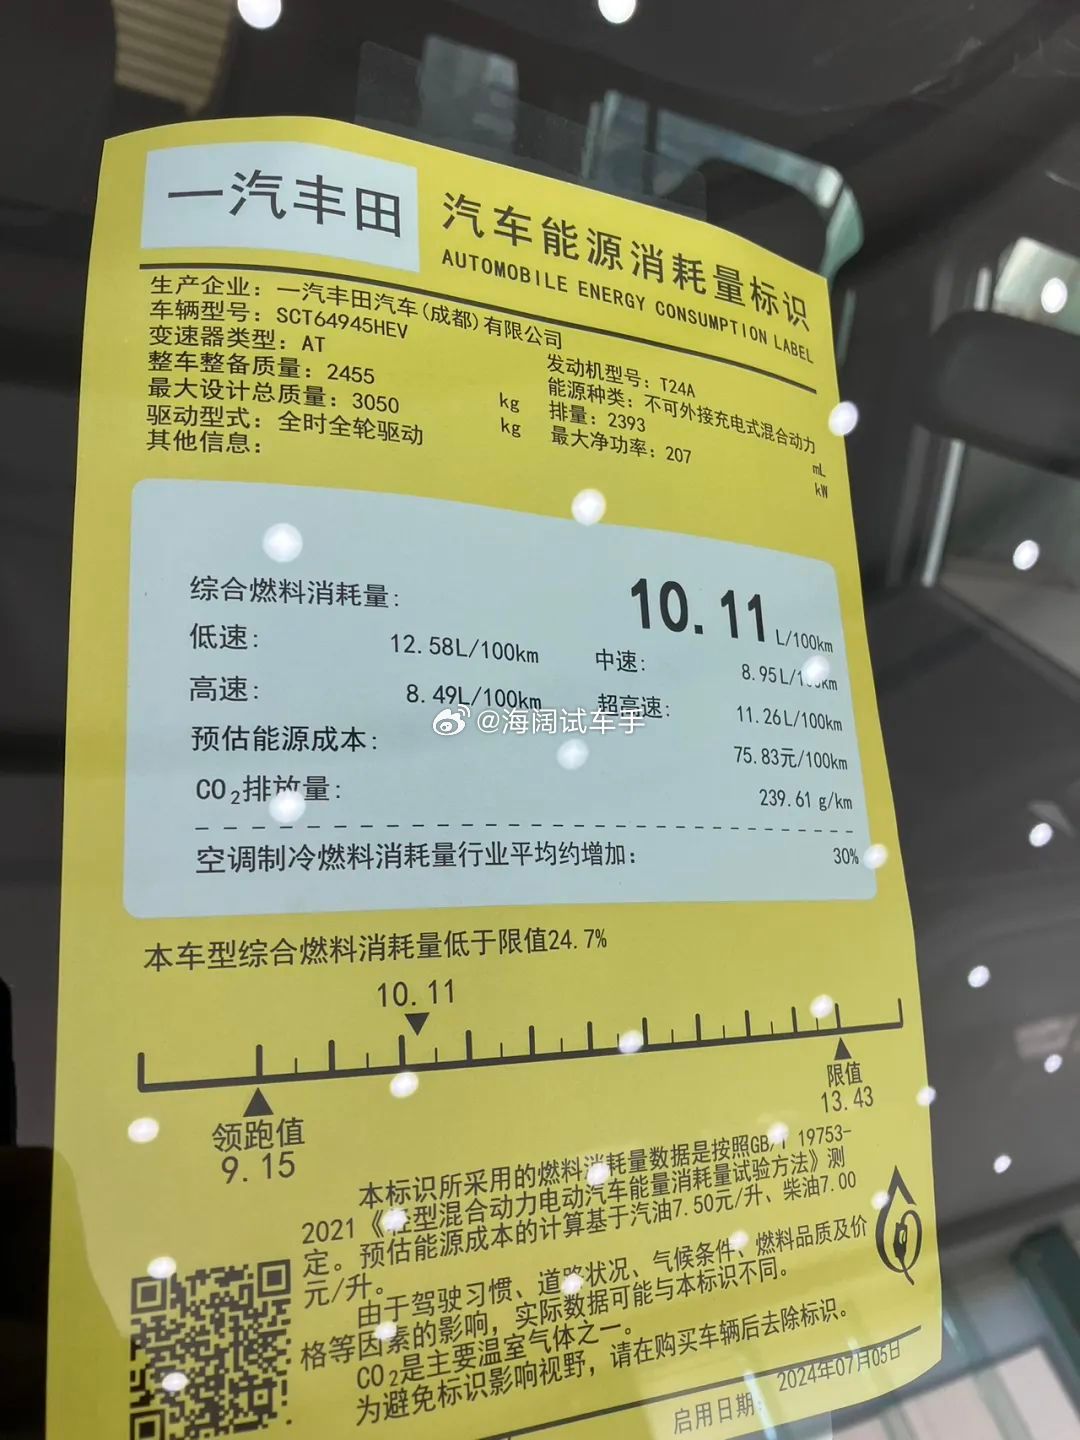 一汽丰田
汽车能源消耗量标识
AUTOMOBILE ENERGY CONSUMPTION LABEL
生产企业：一汽丰田汽车(成都)有限公司
车辆型号：SCT64945HEV
发动机型号：T24A
变速器类型：AT
能源种类：不可外接充电式混合动力
整车整备质量：2455 kg
排量：2393 mL
最大设计总质量：3050 kg
最大净功率：207 kW
驱动型式：全时全轮驱动
其他信息：
综合燃料消耗量： 10.11 L/100km
低速： 12.58L/100km 中速： 8.95L/100km
高速： 8.49L/100km 超高速： 11.26L/100km
@海阔试车手
预估能源成本： 75.83元/100km
CO₂排放量： 239.61 g/km
空调制冷燃料消耗量行业平均约增加： 30%
本车型综合燃料消耗量低于限值24.7%
10.11
领跑值
9.15
限值
13.43
本标识所采用的燃料消耗量数据是按照GB/T 19753-
2021《轻型混合动力电动汽车能量消耗量试验方法》测
定。预估能源成本的计算基于汽油7.50元/升、柴油7.00
元/升。
由于驾驶习惯、道路状况、气候条件、燃料品质及价
格等因素的影响，实际数据可能与本标识不同。
CO₂是主要温室气体之一。
为避免标识影响视野，请在购买车辆后去除标识。
启用日期： 2024年07月05日